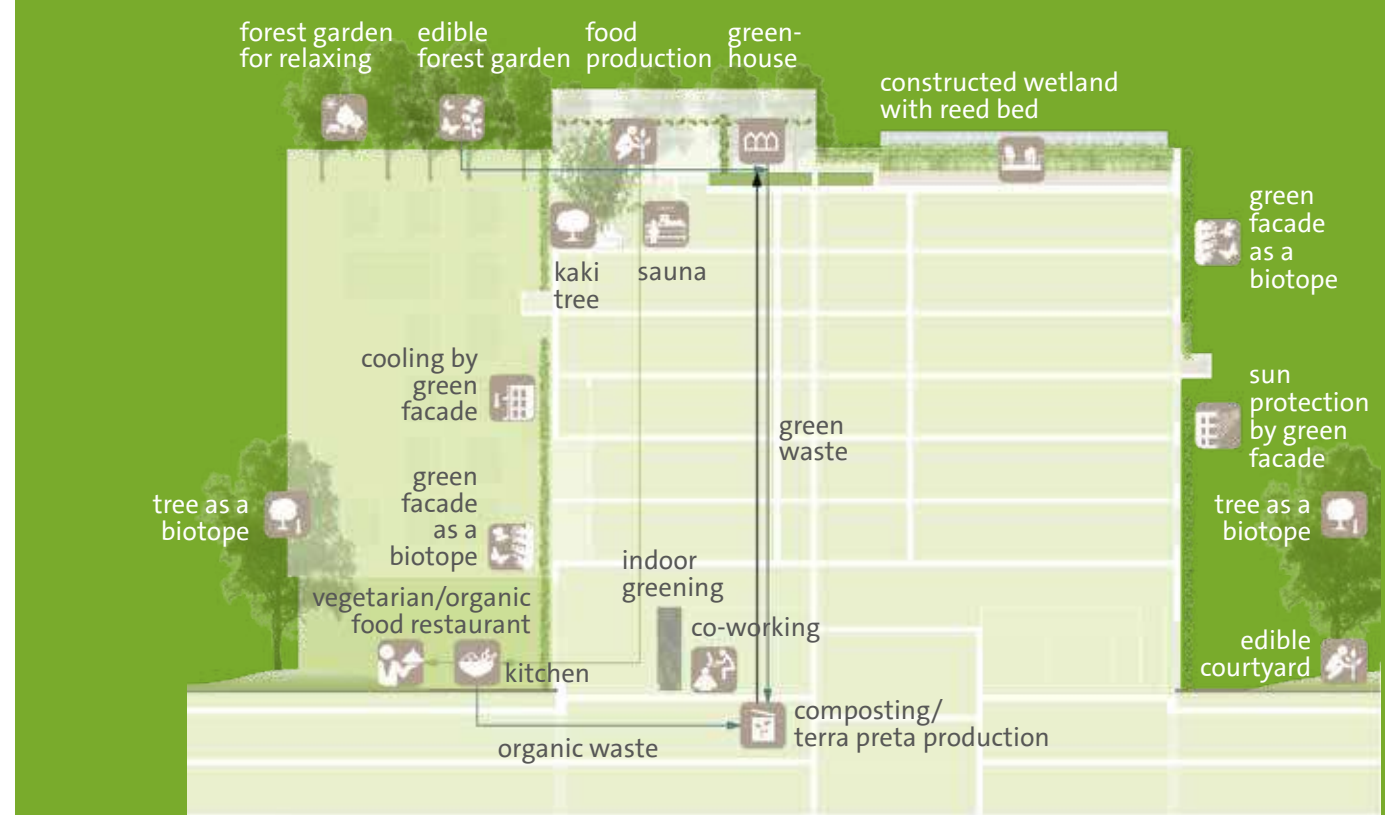 forest garden
for relaxing
edible
forest garden
food
production
green-
house
constructed wetland
with reed bed
green
facade
as a
biotope
kaki
tree
sauna
cooling by
green
facade
sun
protection
by green
facade
green
waste
green
facade
as a
biotope
tree as a
biotope
tree as a
biotope
indoor
greening
vegetarian/organic
food restaurant
co-working
kitchen
edible
courtyard
composting/
terra preta production
organic waste